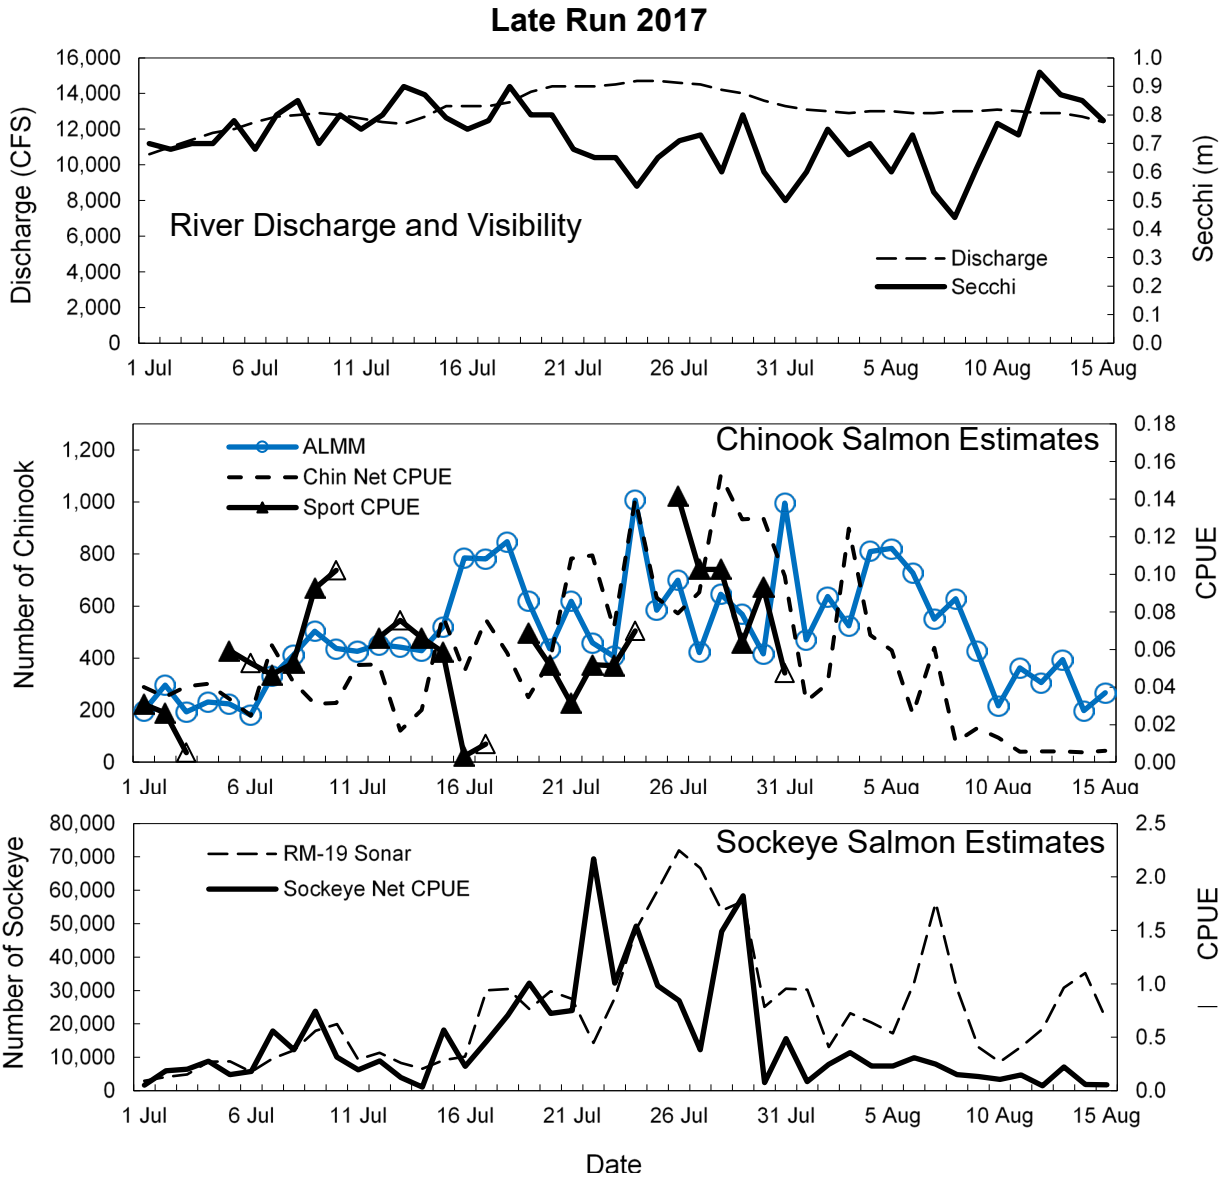 Late Run 2017
Discharge (CFS)
16,000
14,000
12,000
10,000
8,000
6,000
4,000
2,000
0
River Discharge and Visibility
Discharge
Secchi
1.0
0.9
0.8
0.7
0.6
0.5
0.4
0.3
0.2
0.1
0.0
Secchi (m)
1 Jul 6 Jul 11 Jul 16 Jul 21 Jul 26 Jul 31 Jul 5 Aug 10 Aug 15 Aug
Number of Chinook
1,200
1,000
800
600
400
200
0
ALMM
Chin Net CPUE
Sport CPUE
Chinook Salmon Estimates
0.18
0.16
0.14
0.12
0.10
0.08
0.06
0.04
0.02
0.00
CPUE
1 Jul 6 Jul 11 Jul 16 Jul 21 Jul 26 Jul 31 Jul 5 Aug 10 Aug 15 Aug
Number of Sockeye
80,000
70,000
60,000
50,000
40,000
30,000
20,000
10,000
0
RM-19 Sonar
Sockeye Net CPUE
Sockeye Salmon Estimates
2.5
2.0
1.5
1.0
0.5
0.0
CPUE
1 Jul 6 Jul 11 Jul 16 Jul 21 Jul 26 Jul 31 Jul 5 Aug 10 Aug 15 Aug
Date